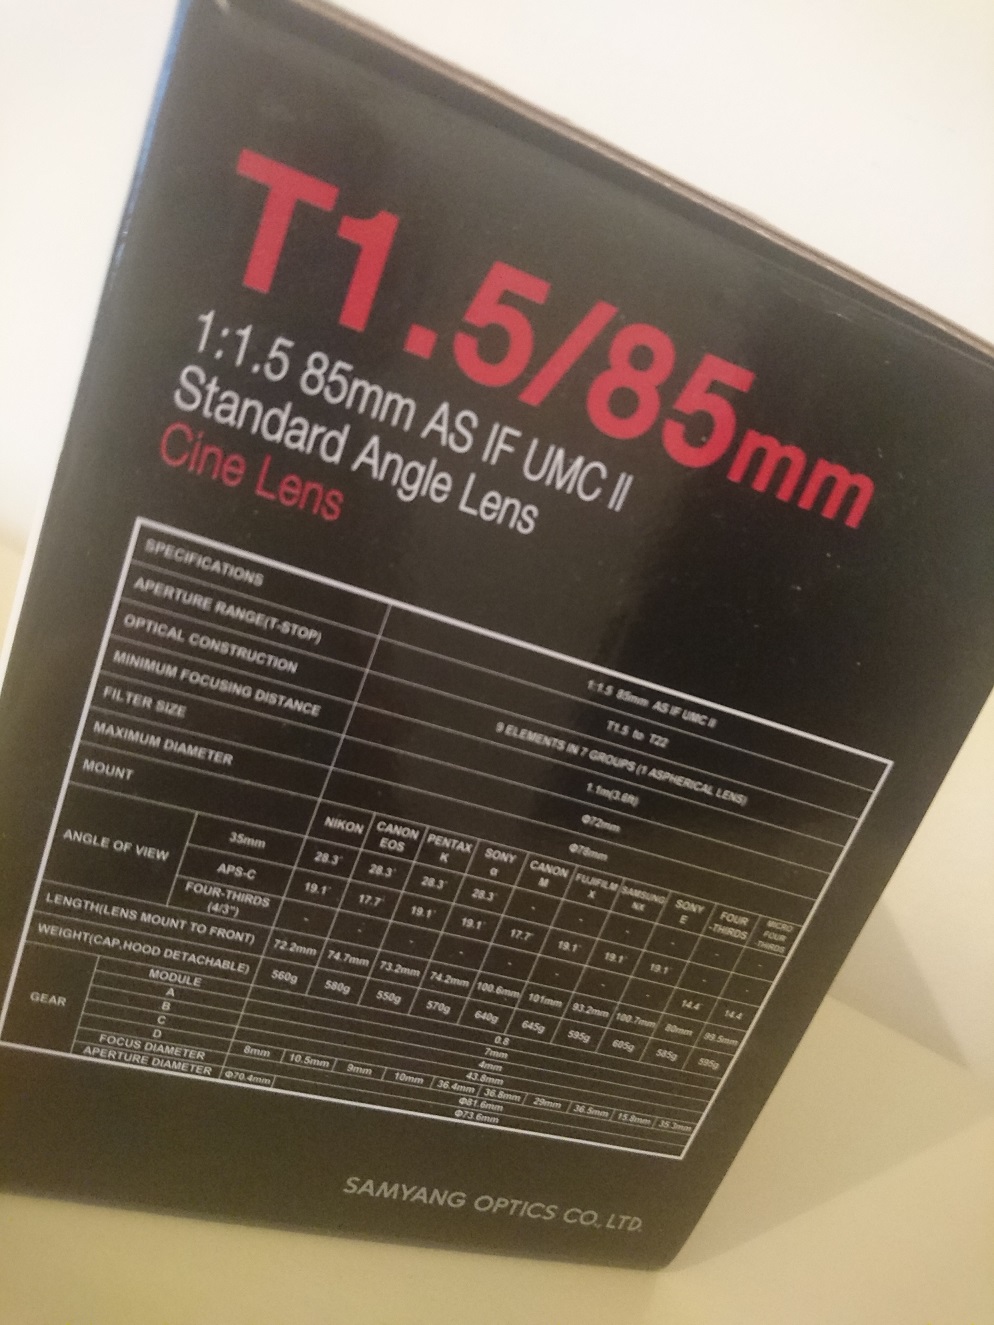 T1.5/85mm
1:1.5 85mm AS IF UMC II
Standard Angle Lens
Cine Lens
SPECIFICATIONS 1:1.5 85mm AS IF UMC II
APERTURE RANGE(T-STOP) T1.5 to T22
OPTICAL CONSTRUCTION 9 ELEMENTS IN 7 GROUPS (1 ASPHERICAL LENS)
MINIMUM FOCUSING DISTANCE 1.1m(3.6ft)
FILTER SIZE Φ72mm
MAXIMUM DIAMETER Φ78mm
MOUNT NIKON CANON EOS PENTAX K SONY α CANON M FUJIFILM X SAMSUNG NX SONY E FOUR-THIRDS MICRO FOUR THIRDS
ANGLE OF VIEW 35mm 28.3° 28.3° 28.3° 28.3° - - - - - -
APS-C 19.1° 17.7° 19.1° 19.1° 17.7° 19.1° 19.1° 19.1° - -
FOUR-THIRDS (4/3") - - - - - - - - 14.4° 14.4°
LENGTH(LENS MOUNT TO FRONT) 72.2mm 74.7mm 73.2mm 74.2mm 100.6mm 101mm 93.2mm 100.7mm 80mm 99.5mm
WEIGHT(CAP,HOOD DETACHABLE) 560g 580g 550g 570g 640g 645g 595g 605g 585g 595g
GEAR MODULE 0.8
A 7mm
B 4mm
C 43.8mm
D 8mm 10.5mm 9mm 10mm 36.4mm 36.8mm 29mm 36.5mm 15.8mm 35.3mm
FOCUS DIAMETER Φ81.6mm
APERTURE DIAMETER Φ70.4mm Φ73.6mm
SAMYANG OPTICS CO., LTD.